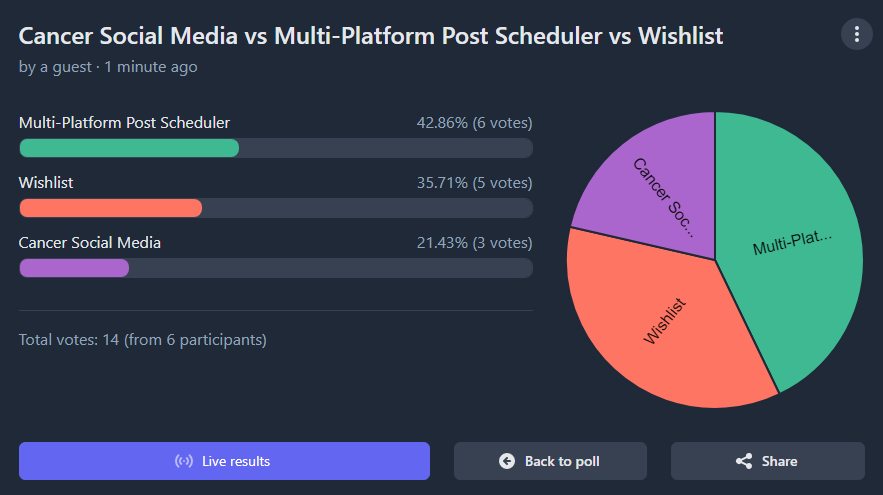 Cancer Social Media vs Multi-Platform Post Scheduler vs Wishlist
by a guest · 1 minute ago
Multi-Platform Post Scheduler 42.86% (6 votes)
Wishlist 35.71% (5 votes)
Cancer Social Media 21.43% (3 votes)
Total votes: 14 (from 6 participants)
Cancer Soc...
Multi-Plat...
Wishlist
Live results
Back to poll
Share